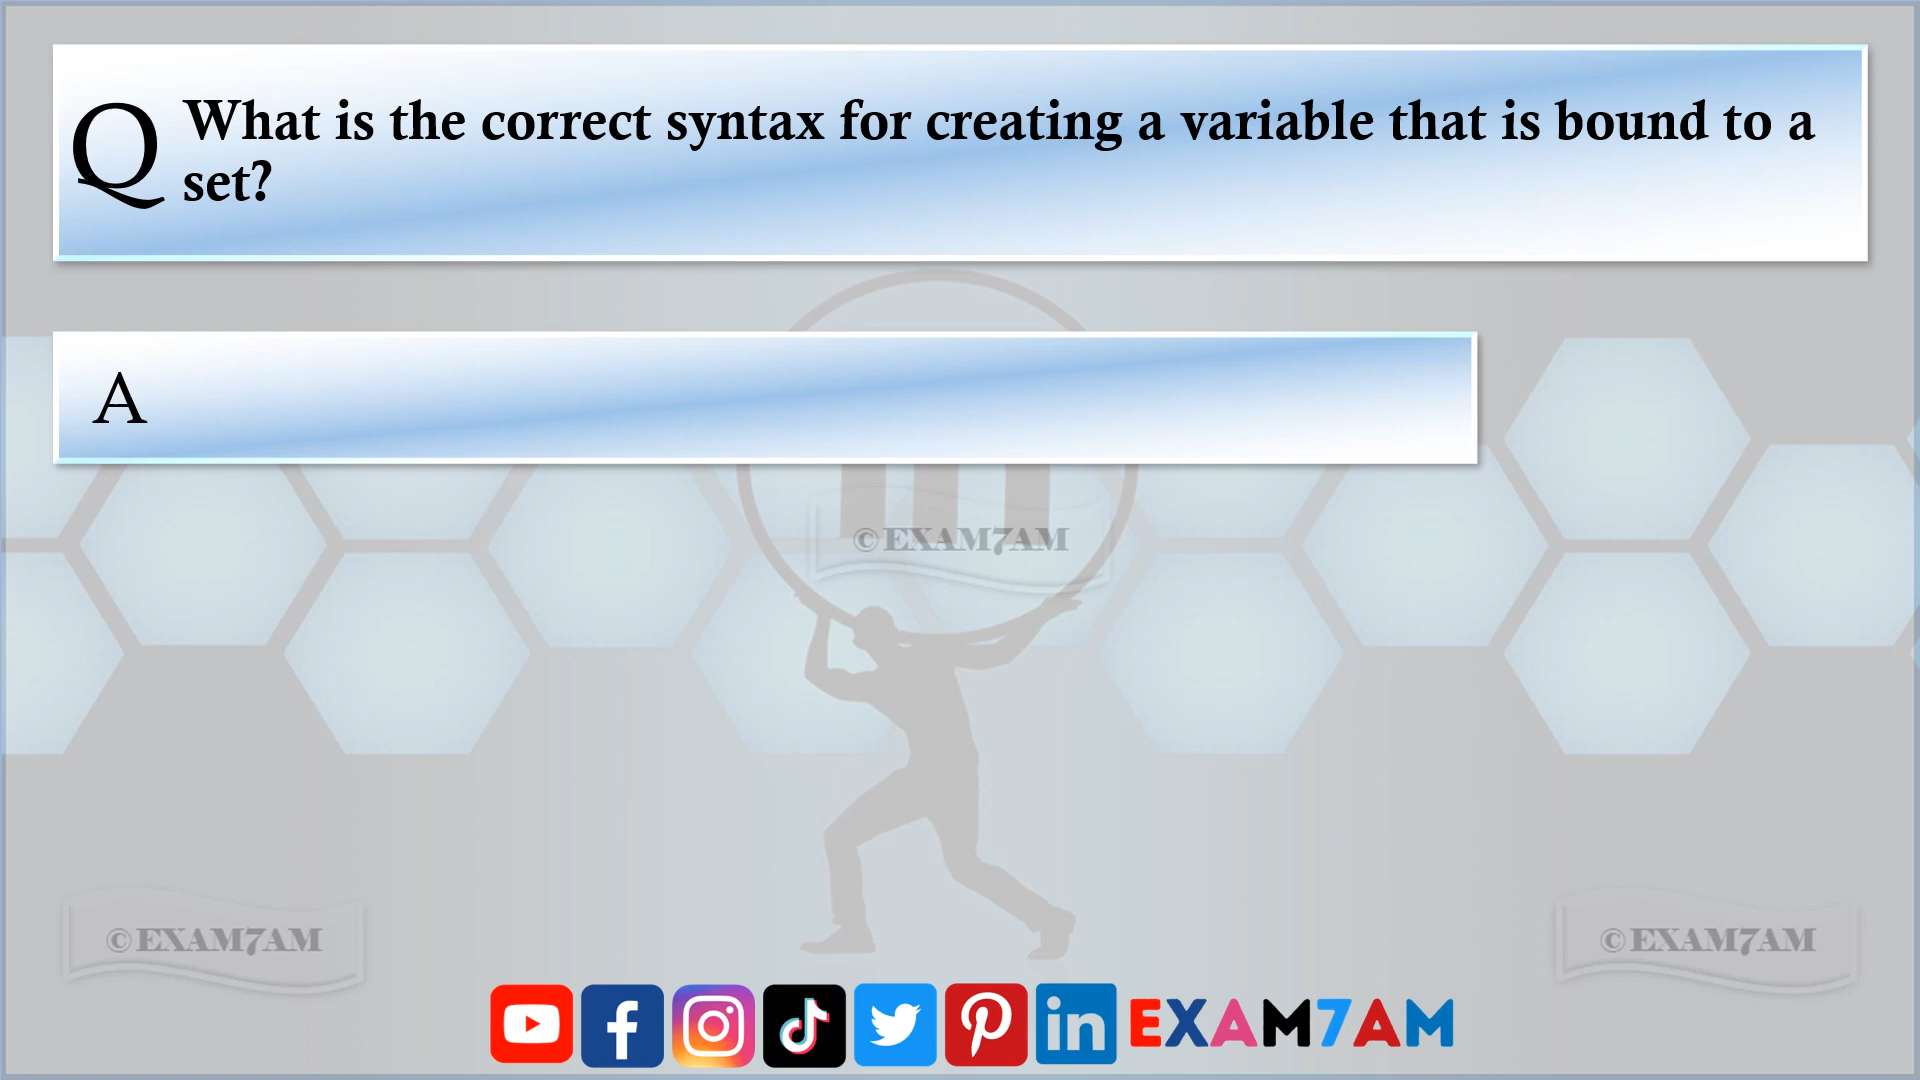 Q What is the correct syntax for creating a variable that is bound to a
set?
A
©EXAM7AM
©EXAM7AM
©EXAM7AM
EXAM7AM